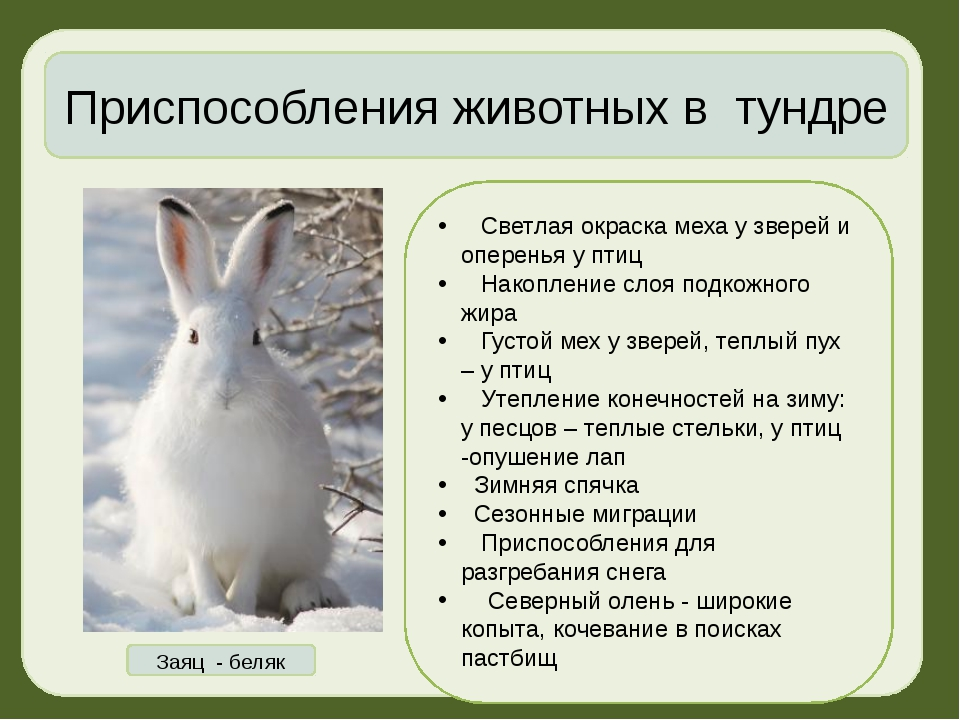 Приспособления животных в тундре
• Светлая окраска меха у зверей и
оперенья у птиц
• Накопление слоя подкожного
жира
• Густой мех у зверей, теплый пух
– у птиц
• Утепление конечностей на зиму:
у песцов – теплые стельки, у птиц
-опушение лап
• Зимняя спячка
• Сезонные миграции
• Приспособления для
разгребания снега
• Северный олень - широкие
копыта, кочевание в поисках
пастбищ
Заяц - беляк